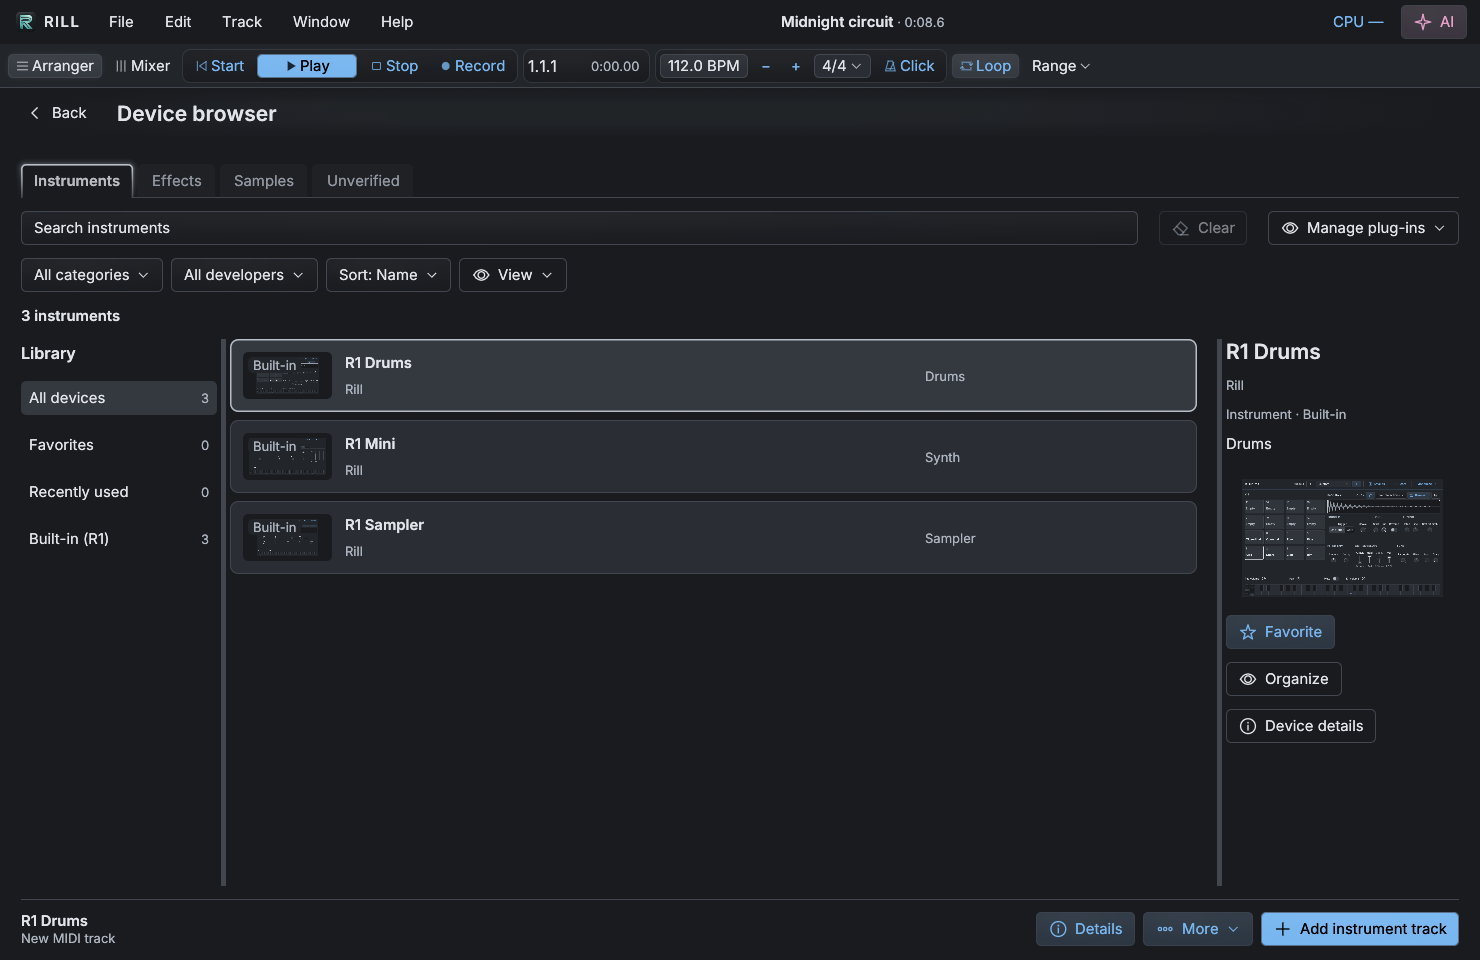 RILL File Edit Track Window Help Midnight circuit · 0:08.6 CPU — AI
Arranger Mixer Start Play Stop Record 1.1.1 0:00.00 112.0 BPM − + 4/4 Click Loop Range
Back Device browser
Instruments Effects Samples Unverified
Search instruments Clear Manage plug-ins
All categories All developers Sort: Name View
3 instruments
Library
All devices 3
Favorites 0
Recently used 0
Built-in (R1) 3
Built-in R1 Drums
Rill
Drums
Built-in R1 Mini
Rill
Synth
Built-in R1 Sampler
Rill
Sampler
R1 Drums
Rill
Instrument · Built-in
Drums
Favorite
Organize
Device details
R1 Drums
New MIDI track
Details More Add instrument track